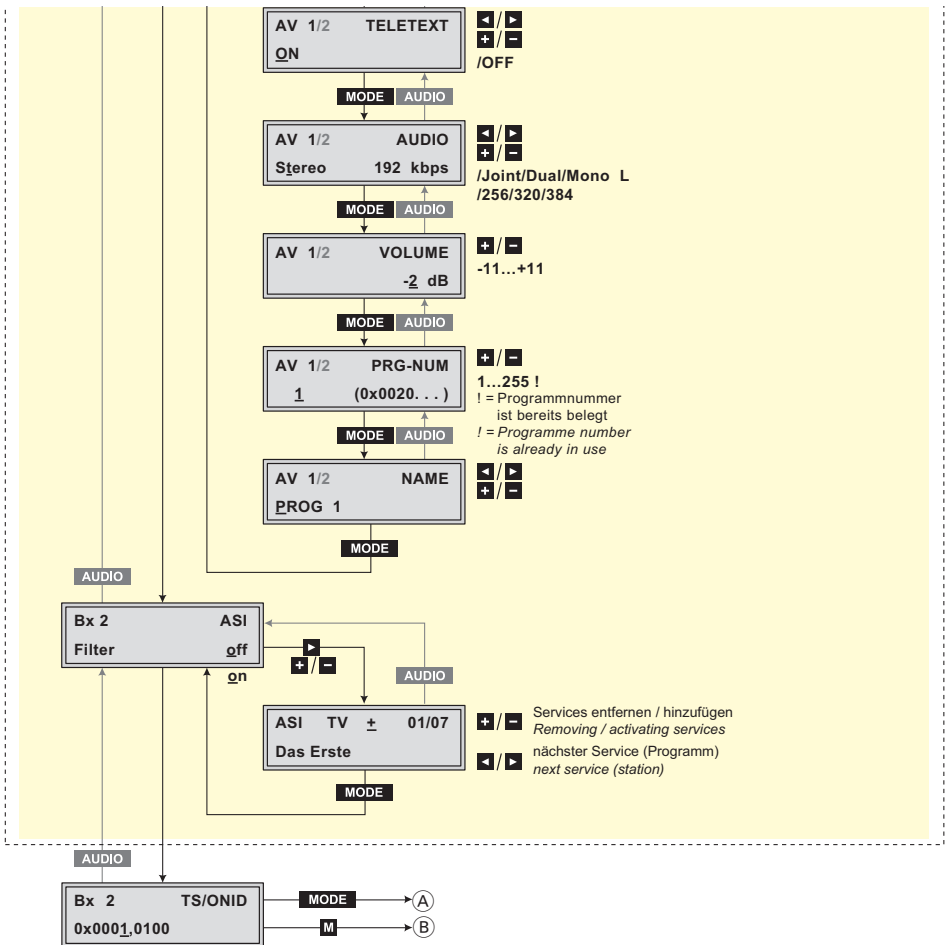 AV 1/2 TELETEXT
ON
◄/►
+/−
/OFF
MODE AUDIO
AV 1/2 AUDIO
Stereo 192 kbps
◄/►
+/−
/Joint/Dual/Mono L
/256/320/384
MODE AUDIO
AV 1/2 VOLUME
-2 dB
+/−
-11...+11
MODE AUDIO
AV 1/2 PRG-NUM
1 (0x0020. . . )
+/−
1...255 !
! = Programmnummer
ist bereits belegt
! = Programme number
is already in use
MODE AUDIO
AV 1/2 NAME
PROG 1
◄/►
+/−
MODE
AUDIO
Bx 2 ASI
Filter off
on
►
+/−
AUDIO
ASI TV + 01/07
Das Erste
+/− Services entfernen / hinzufügen
Removing / activating services
◄/► nächster Service (Programm)
next service (station)
MODE
AUDIO
Bx 2 TS/ONID
0x0001,0100
MODE A
M B